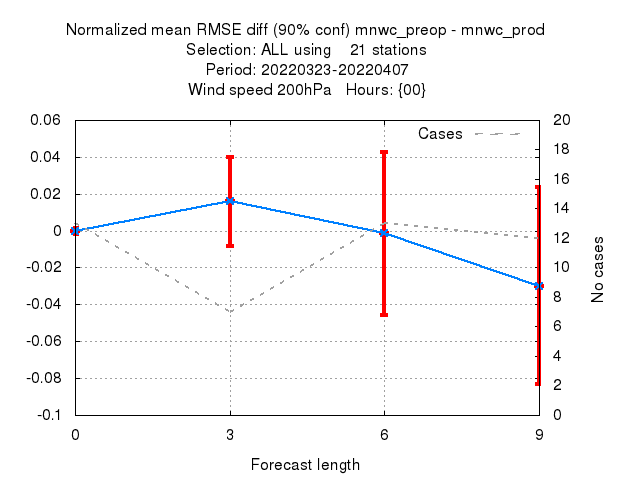 Normalized mean RMSE diff (90% conf) mnwc_preop - mnwc_prod
Selection: ALL using    21 stations
Period: 20220323-20220407
Wind speed 200hPa   Hours: {00}
Cases
0.06
0.04
0.02
0
-0.02
-0.04
-0.06
-0.08
-0.1
20
18
16
14
12
10
8
6
4
2
0
No cases
0 3 6 9
Forecast length